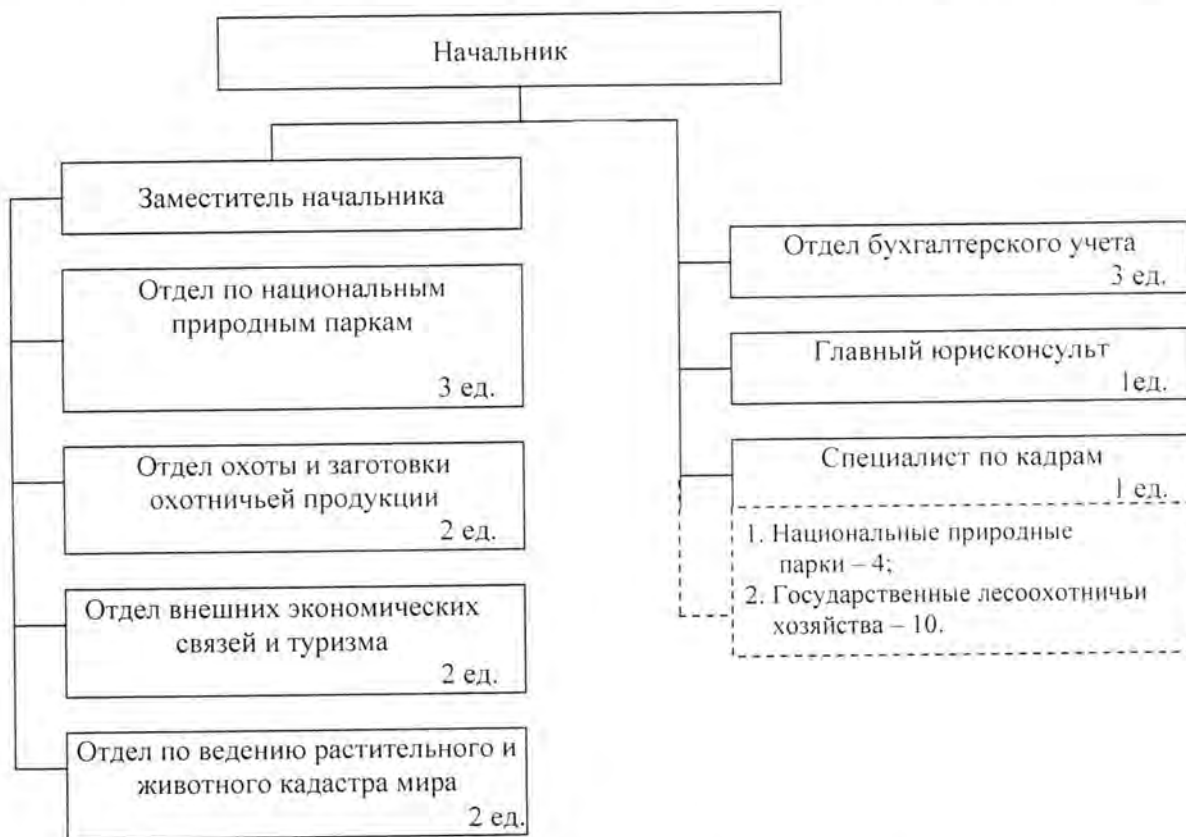 Начальник
Заместитель начальника
Отдел по национальным
природным паркам
3 ед.
Отдел охоты и заготовки
охотничьей продукции
2 ед.
Отдел внешних экономических
связей и туризма
2 ед.
Отдел по ведению растительного и
животного кадастра мира
2 ед.
Отдел бухгалтерского учета
3 ед.
Главный юрисконсульт
1ед.
Специалист по кадрам
1 ед.
1. Национальные природные
парки – 4;
2. Государственные лесоохотничьи
хозяйства – 10.